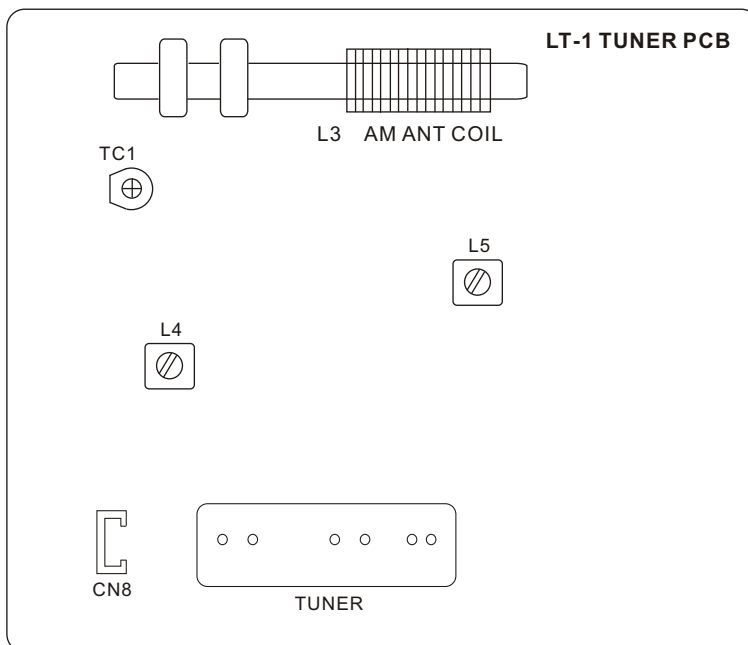 LT-1 TUNER PCB
L3 AM ANT COIL
TC1
L5
L4
CN8
TUNER